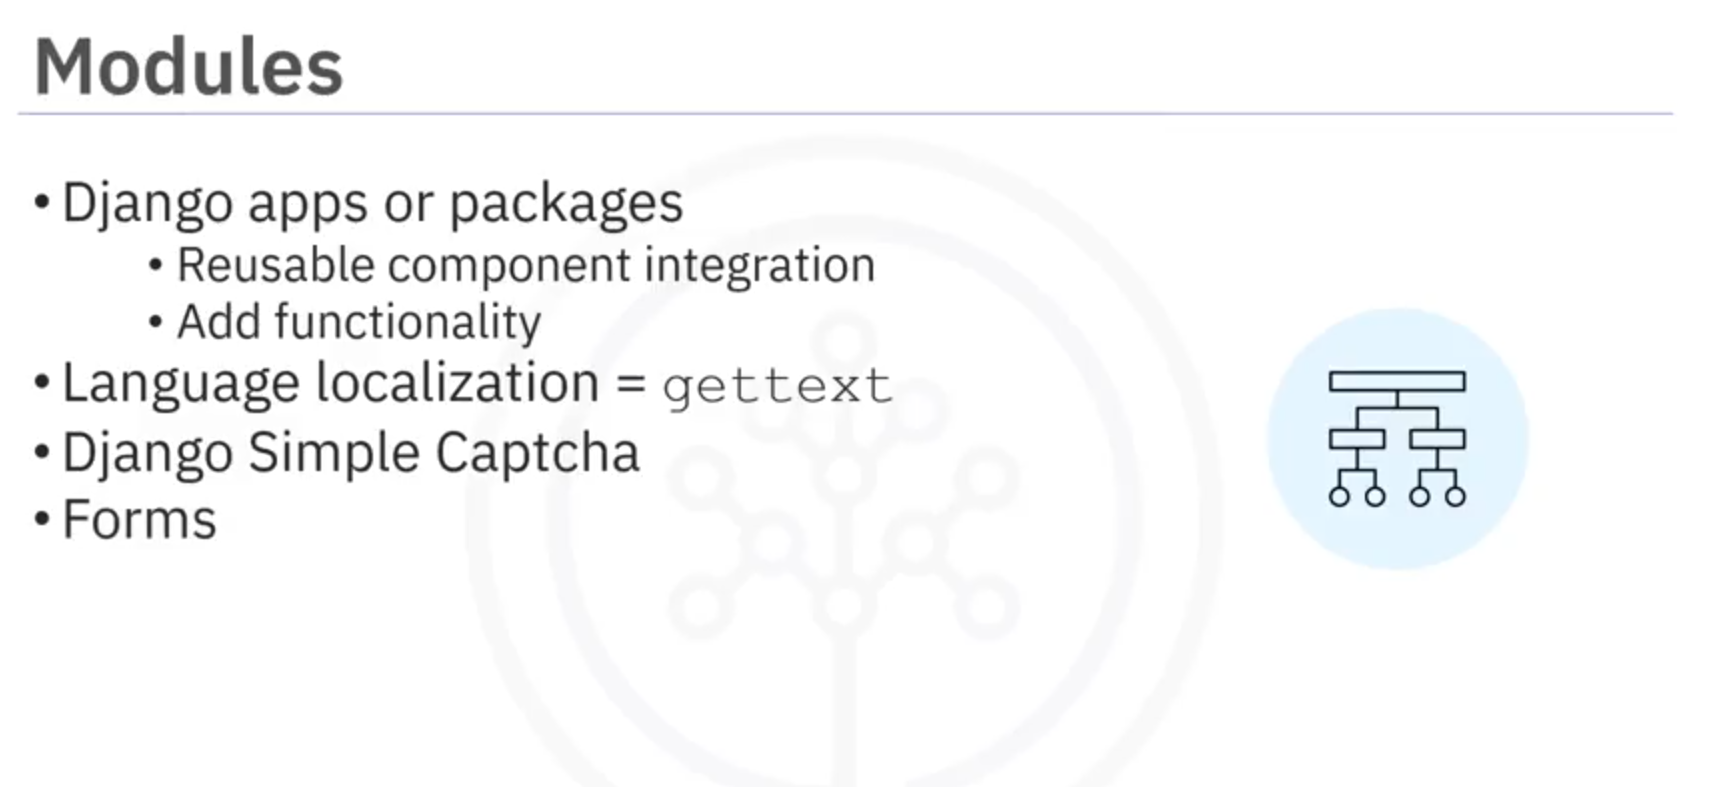 Modules
• Django apps or packages
• Reusable component integration
• Add functionality
• Language localization = gettext
• Django Simple Captcha
• Forms